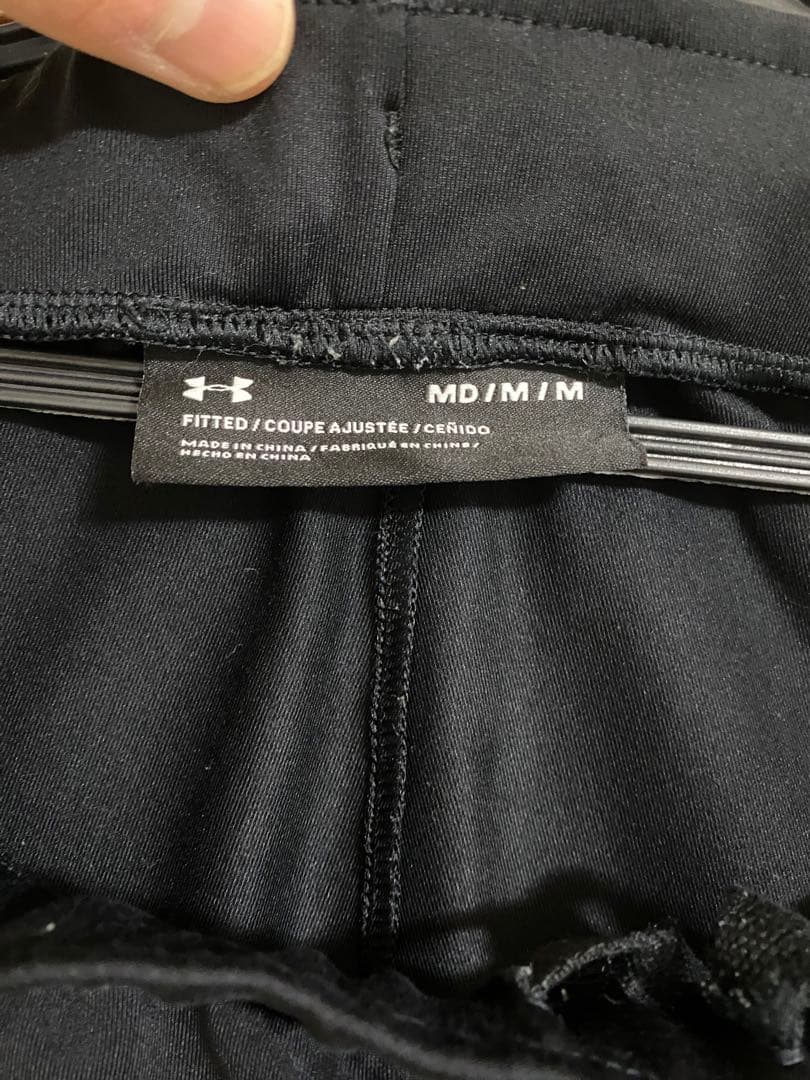 MD / M / M
FITTED / COUPE AJUSTÉE / CEÑIDO
MADE IN CHINA / FABRIQUÉ EN CHINE /
HECHO EN CHINA